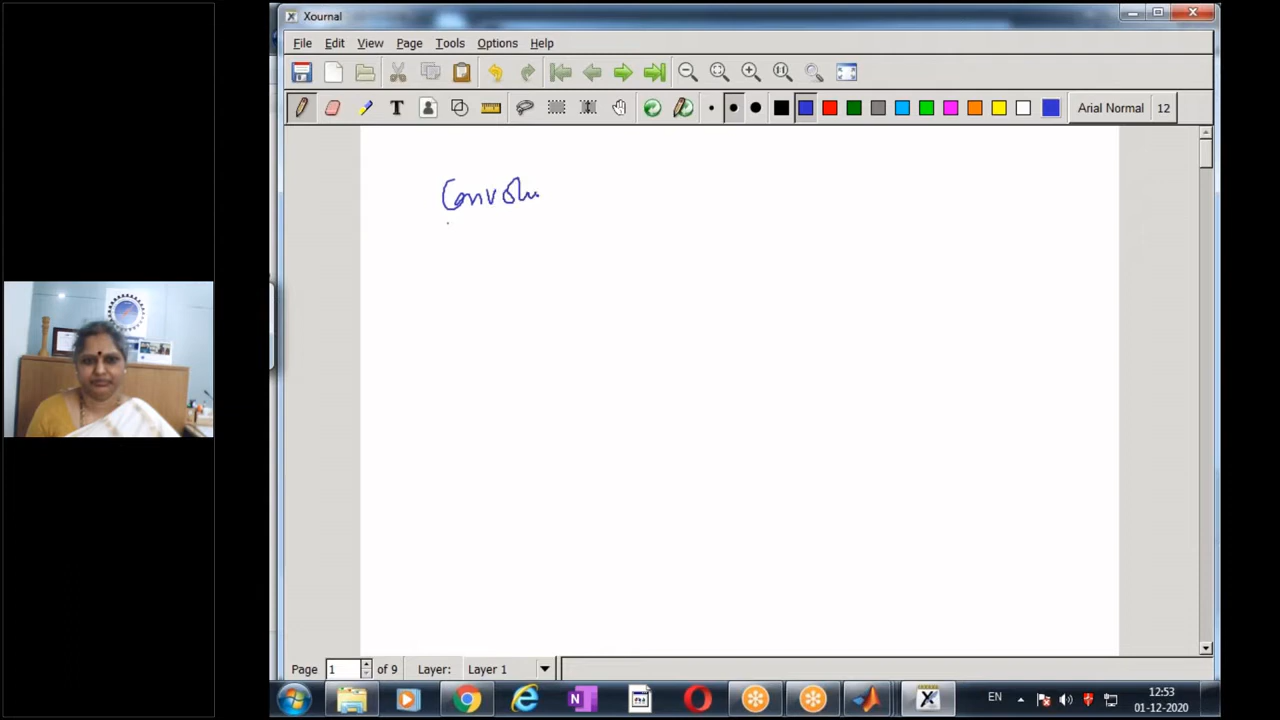 Xournal
File Edit View Page Tools Options Help
Arial Normal 12
Convolu
Page 1 of 9 Layer: Layer 1
EN 12:53
01-12-2020